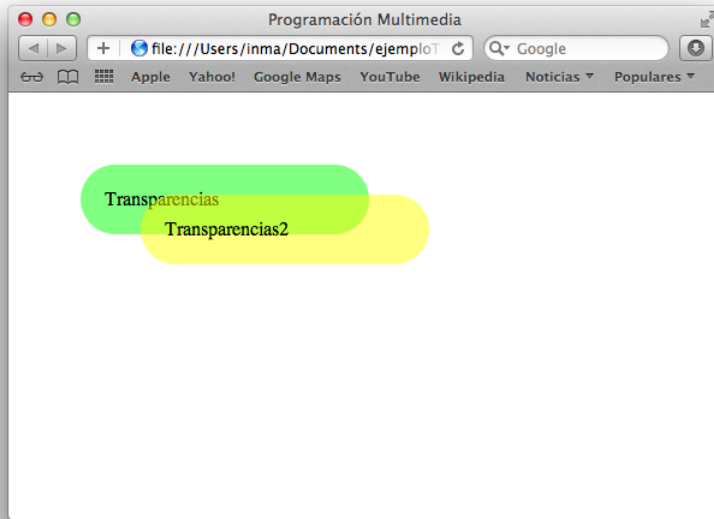 Programación Multimedia
file:///Users/inma/Documents/ejemploT
Google
Apple Yahoo! Google Maps YouTube Wikipedia Noticias Populares
Transparencias
Transparencias2